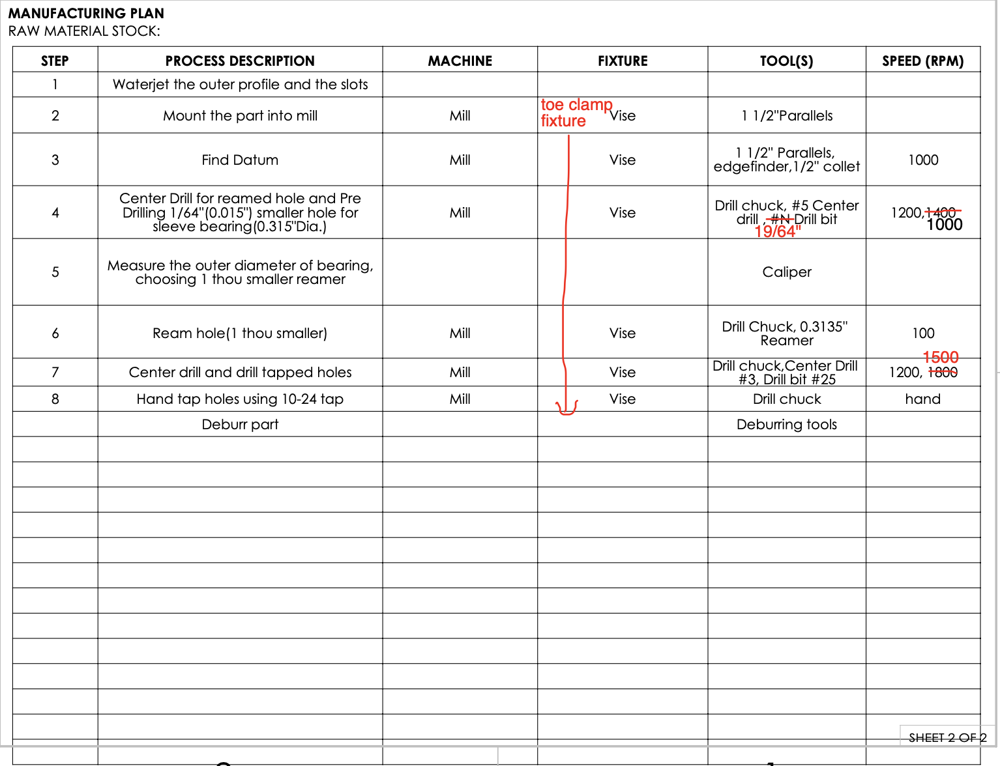 MANUFACTURING PLAN
RAW MATERIAL STOCK:
STEP PROCESS DESCRIPTION MACHINE FIXTURE TOOL(S) SPEED (RPM)
1 Waterjet the outer profile and the slots
toe clamp
fixture
2 Mount the part into mill Mill Vise 1 1/2"Parallels
3 Find Datum Mill Vise 1 1/2" Parallels,
edgefinder,1/2" collet 1000
4 Center Drill for reamed hole and Pre
Drilling 1/64"(0.015") smaller hole for
sleeve bearing(0.315"Dia.) Mill Vise Drill chuck, #5 Center
drill , #N Drill bit
19/64"
1200,1400
1000
5 Measure the outer diameter of bearing,
choosing 1 thou smaller reamer Caliper
6 Ream hole(1 thou smaller) Mill Vise Drill Chuck, 0.3135"
Reamer 100
7 Center drill and drill tapped holes Mill Vise Drill chuck,Center Drill
#3, Drill bit #25
1500
1200, 1800
8 Hand tap holes using 10-24 tap Mill Vise Drill chuck hand
Deburr part Deburring tools
SHEET 2 OF 2